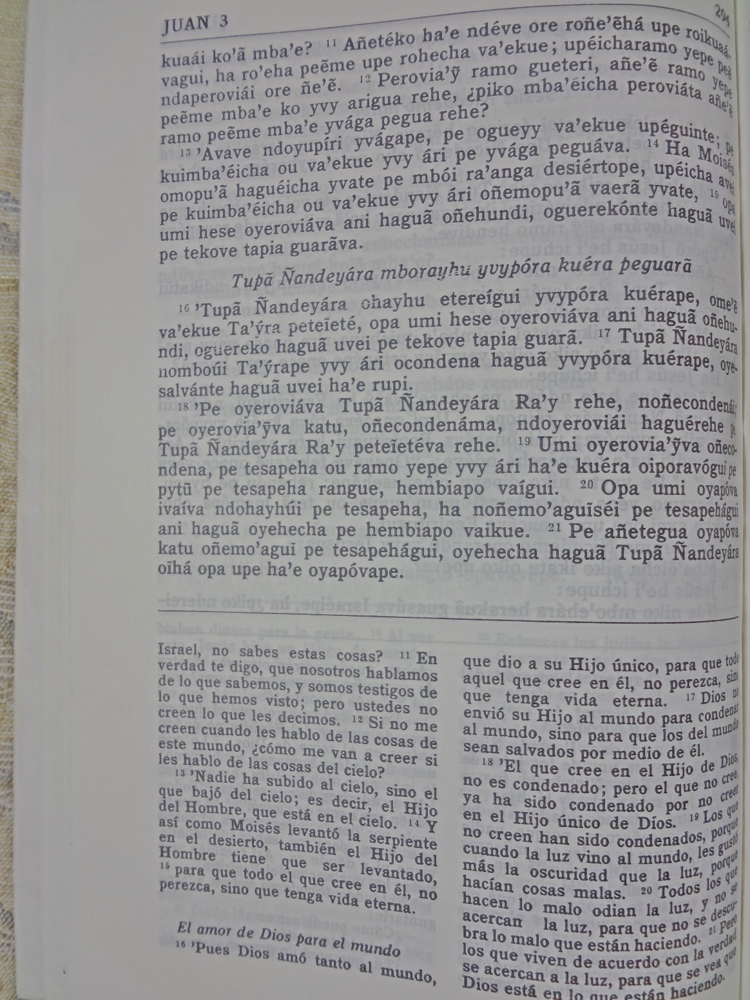 JUAN 3
294
kuaái ko’ã mba’e? 11 Añetéko ha’e ndéve ore roñe’ẽhá upe roikuaá-
vagui, ha ro’eha peẽme upe rohecha va’ekue; upéicharamo yepe peẽ
ndaperoviái ore ñe’ẽ. 12 Perovia’ỹ ramo gueteri, añe’ẽ ramo yepe
peẽme mba’e ko yvy arigua rehe, ¿piko mba’éicha peroviáta añe’ẽ
ramo peẽme mba’e yvága pegua rehe?
13 ’Avave ndoyupíri yvágape, pe ogueyy va’ekue upéguinte; pe
kuimba’éicha ou va’ekue yvy ári pe yvága peguáva. 14 Ha Moisés
omopu’ã haguéicha yvate pe mbói ra’anga desiértope, upéicha avei
pe kuimba’éicha ou va’ekue yvy ári oñemopu’ã vaerã yvate, 15 opa
umi hese oyeroviáva ani haguã oñehundi, oguerekónte haguã uvei
pe tekove tapia guarãva.
Tupã Ñandeyára mborayhu yvypóra kuéra peguarã
16 ’Tupã Ñandeyára ohayhu etereígui yvypóra kuérape, ome’ẽ
va’ekue Ta’ýra peteĩeté, opa umi hese oyeroviáva ani haguã oñehu-
ndi, oguereko haguã uvei pe tekove tapia guarã. 17 Tupã Ñandeyára
nomboúi Ta’ýrape yvy ári ocondena haguã yvypóra kuérape, oye-
salvánte haguã uvei ha’e rupi.
18 ’Pe oyeroviáva Tupã Ñandeyára Ra’y rehe, noñecondenái;
pe oyerovia’ỹva katu, oñecondenáma, ndoyeroviái haguérehe pe
Tupã Ñandeyára Ra’y peteĩetéva rehe. 19 Umi oyerovia’ỹva oñeco-
ndena, pe tesapeha ou ramo yepe yvy ári ha’e kuéra oiporavógui pe
pytũ pe tesapeha rangue, hembiapo vaígui. 20 Opa umi oyapóva
ivaíva ndohayhúi pe tesapeha, ha noñemo’aguĩséi pe tesapehágui
ani haguã oyehecha pe hembiapo vaikue. 21 Pe añetegua oyapóva
katu oñemo’aguĩ pe tesapehágui, oyehecha haguã Tupã Ñandeyára
oĩhá opa upe ha’e oyapóvape.
Israel, no sabes estas cosas? 11 En
verdad te digo, que nosotros hablamos
de lo que sabemos, y somos testigos de
lo que hemos visto; pero ustedes no
creen lo que les decimos. 12 Si no me
creen cuando les hablo de las cosas de
este mundo, ¿cómo me van a creer si
les hablo de las cosas del cielo?
13 ’Nadie ha subido al cielo, sino el
que bajó del cielo; es decir, el Hijo
del Hombre, que está en el cielo. 14 Y
así como Moisés levantó la serpiente
en el desierto, también el Hijo del
Hombre tiene que ser levantado,
15 para que todo el que cree en él, no
perezca, sino que tenga vida eterna.
El amor de Dios para el mundo
16 ’Pues Dios amó tanto al mundo,
que dio a su Hijo único, para que todo
aquel que cree en él, no perezca, sino
que tenga vida eterna. 17 Dios no
envió su Hijo al mundo para condenar
al mundo, sino para que los del mundo
sean salvados por medio de él.
18 ’El que cree en el Hijo de Dios,
no es condenado; pero el que no cree,
ya ha sido condenado por no creer
en el Hijo único de Dios. 19 Los que
no creen han sido condenados, porque
cuando la luz vino al mundo, les gustó
más la oscuridad que la luz, porque
hacían cosas malas. 20 Todos los que
hacen lo malo odian la luz, y no se
acercan la luz, para que no se descu-
bra lo malo que están haciendo. 21 Pero
los que viven de acuerdo con la verdad
se acercan a la luz, para que se vea que
Dios está en lo que están haciendo.